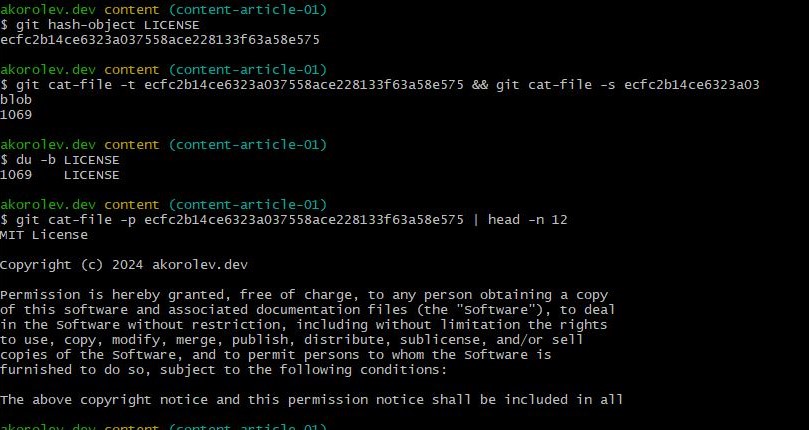 akorolev.dev content (content-article-01)
$ git hash-object LICENSE
ecfc2b14ce6323a037558ace228133f63a58e575
akorolev.dev content (content-article-01)
$ git cat-file -t ecfc2b14ce6323a037558ace228133f63a58e575 && git cat-file -s ecfc2b14ce6323a03
blob
1069
akorolev.dev content (content-article-01)
$ du -b LICENSE
1069    LICENSE
akorolev.dev content (content-article-01)
$ git cat-file -p ecfc2b14ce6323a037558ace228133f63a58e575 | head -n 12
MIT License
Copyright (c) 2024 akorolev.dev
Permission is hereby granted, free of charge, to any person obtaining a copy
of this software and associated documentation files (the "Software"), to deal
in the Software without restriction, including without limitation the rights
to use, copy, modify, merge, publish, distribute, sublicense, and/or sell
copies of the Software, and to permit persons to whom the Software is
furnished to do so, subject to the following conditions:
The above copyright notice and this permission notice shall be included in all
akorolev.dev content (content-article-01)